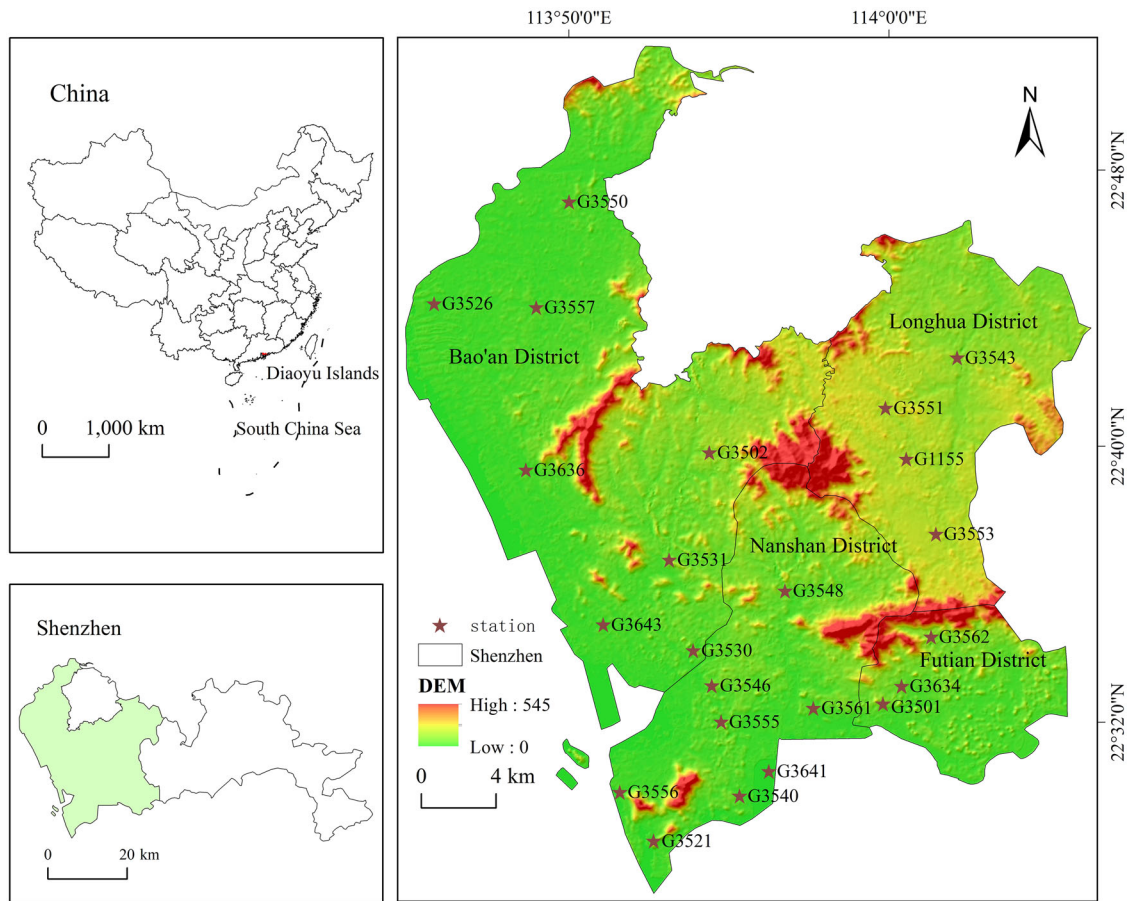 113°50'0"E
114°0'0"E
China
Diaoyu Islands
South China Sea
0
1,000 km
Shenzhen
0
20 km
N
22°48'0"N
22°40'0"N
22°32'0"N
G3550
G3526
G3557
Bao'an District
Longhua District
G3543
G3551
G3502
G1155
G3636
G3553
Nanshan District
G3531
G3548
G3643
G3562
G3530
Futian District
G3546
G3634
G3501
G3561
G3555
G3641
G3556
G3540
G3521
station
Shenzhen
DEM
High : 545
Low : 0
0
4 km